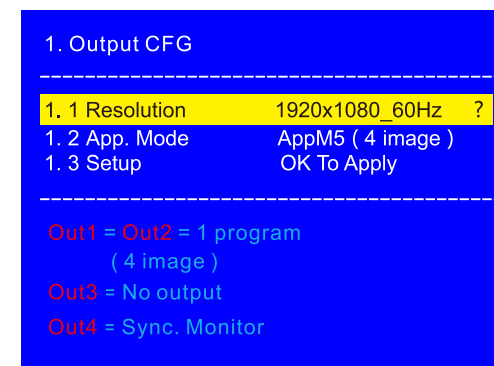 1. Output CFG
1. 1 Resolution 1920x1080_60Hz ?
1. 2 App. Mode AppM5 ( 4 image )
1. 3 Setup OK To Apply
Out1 = Out2 = 1 program
( 4 image )
Out3 = No output
Out4 = Sync. Monitor